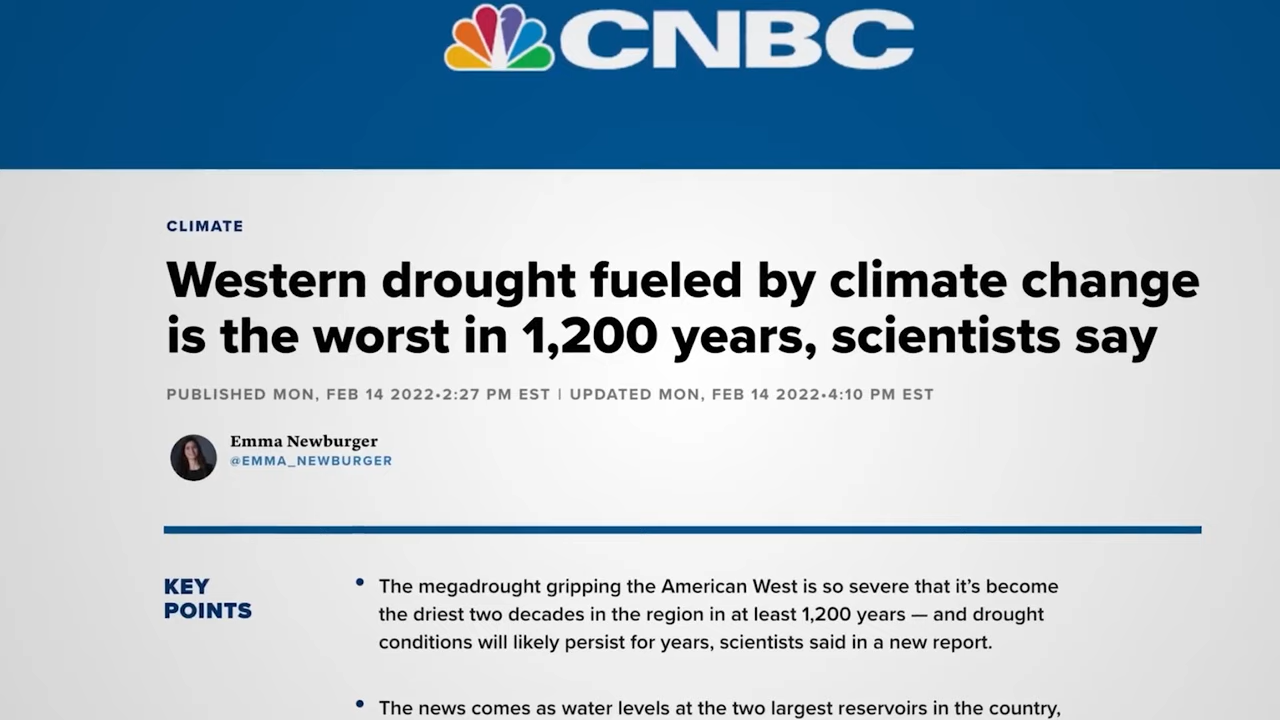 CNBC
CLIMATE
Western drought fueled by climate change
is the worst in 1,200 years, scientists say
PUBLISHED MON, FEB 14 2022•2:27 PM EST | UPDATED MON, FEB 14 2022•4:10 PM EST
Emma Newburger
@EMMA_NEWBURGER
KEY
POINTS
• The megadrought gripping the American West is so severe that it’s become
the driest two decades in the region in at least 1,200 years — and drought
conditions will likely persist for years, scientists said in a new report.
• The news comes as water levels at the two largest reservoirs in the country,